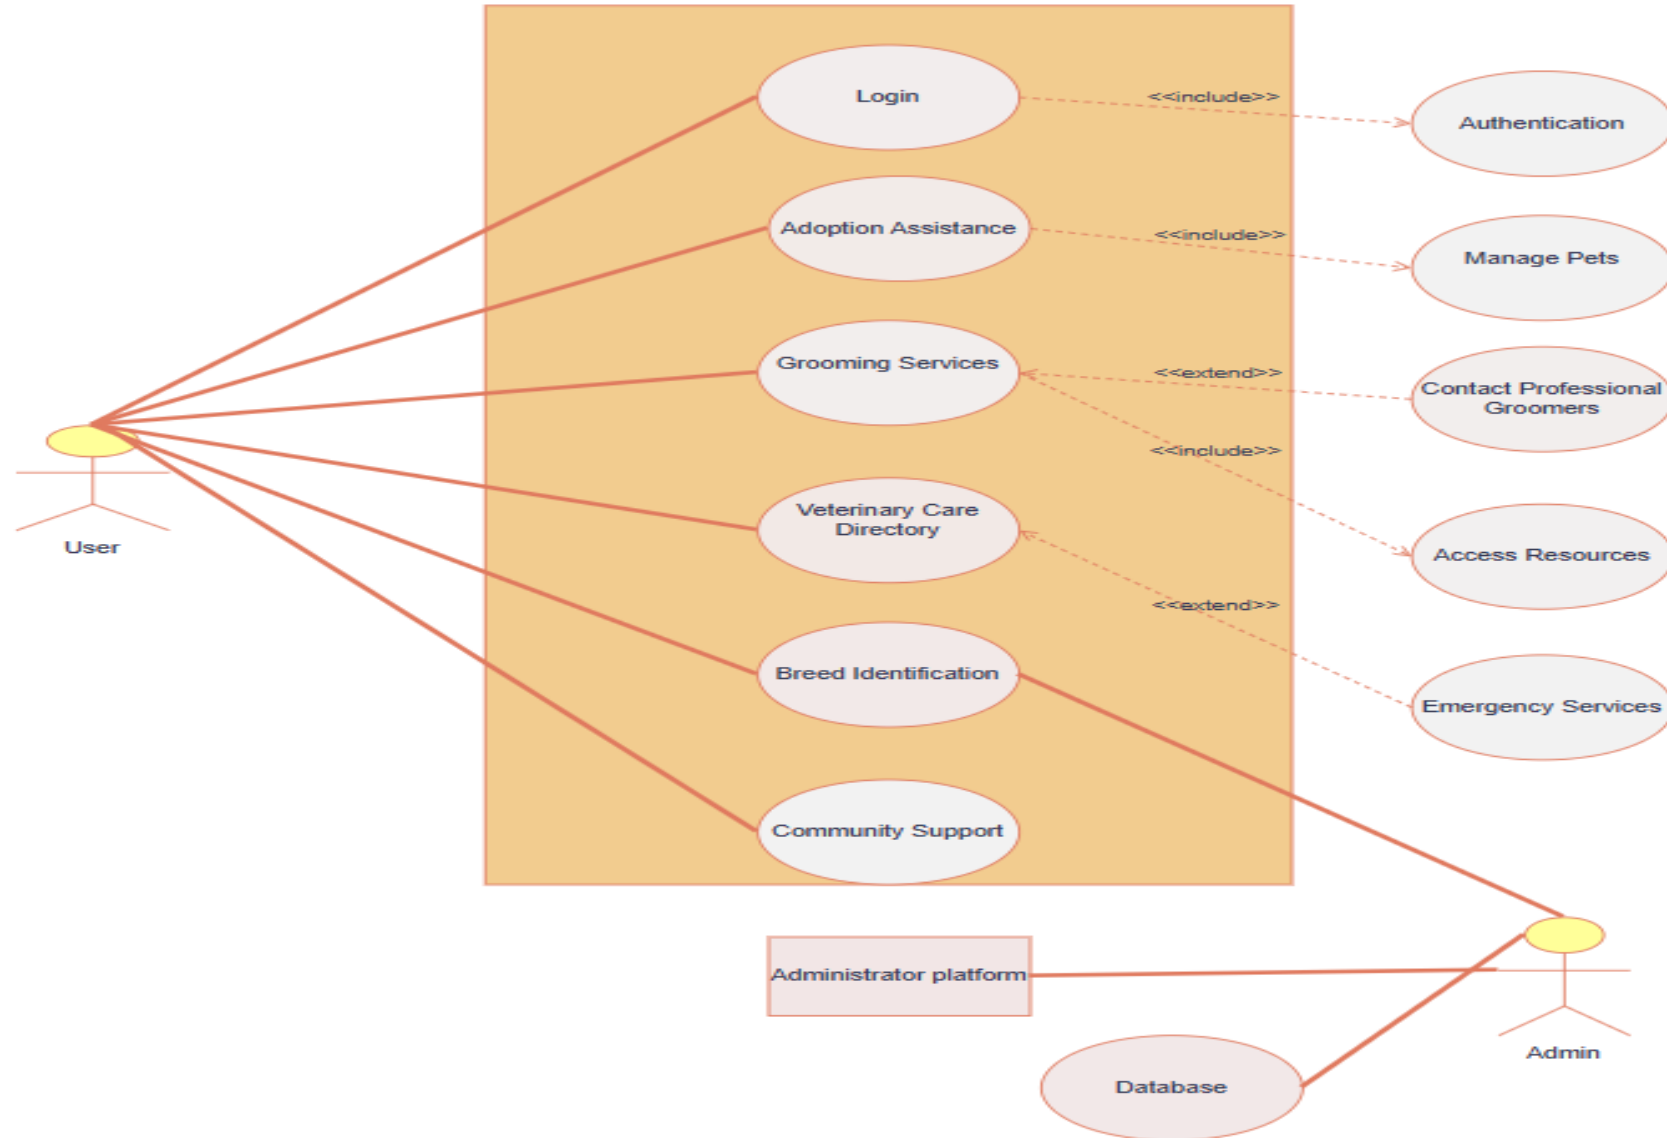 Login
<<include>>
Authentication
Adoption Assistance
<<include>>
Manage Pets
Grooming Services
<<extend>>
Contact Professional
Groomers
<<include>>
Veterinary Care
Directory
Access Resources
User
<<extend>>
Breed Identification
Emergency Services
Community Support
Administrator platform
Admin
Database